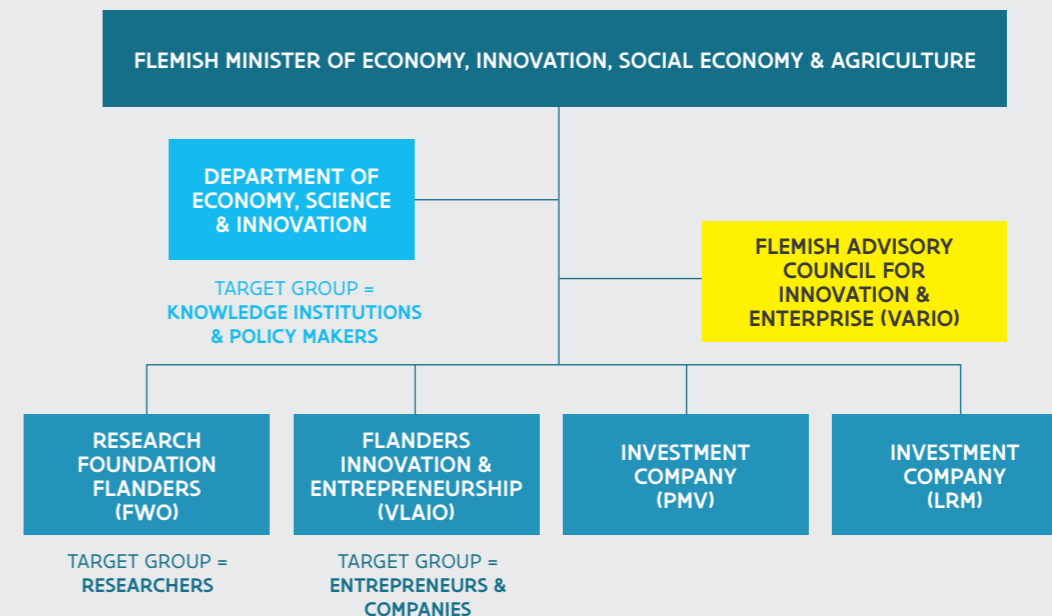 FLEMISH MINISTER OF ECONOMY, INNOVATION, SOCIAL ECONOMY & AGRICULTURE
DEPARTMENT OF
ECONOMY, SCIENCE
& INNOVATION
TARGET GROUP =
KNOWLEDGE INSTITUTIONS
& POLICY MAKERS
FLEMISH ADVISORY
COUNCIL FOR
INNOVATION &
ENTERPRISE (VARIO)
RESEARCH
FOUNDATION
FLANDERS
(FWO)
TARGET GROUP =
RESEARCHERS
FLANDERS
INNOVATION &
ENTREPRENEURSHIP
(VLAIO)
TARGET GROUP =
ENTREPRENEURS &
COMPANIES
INVESTMENT
COMPANY
(PMV)
INVESTMENT
COMPANY
(LRM)